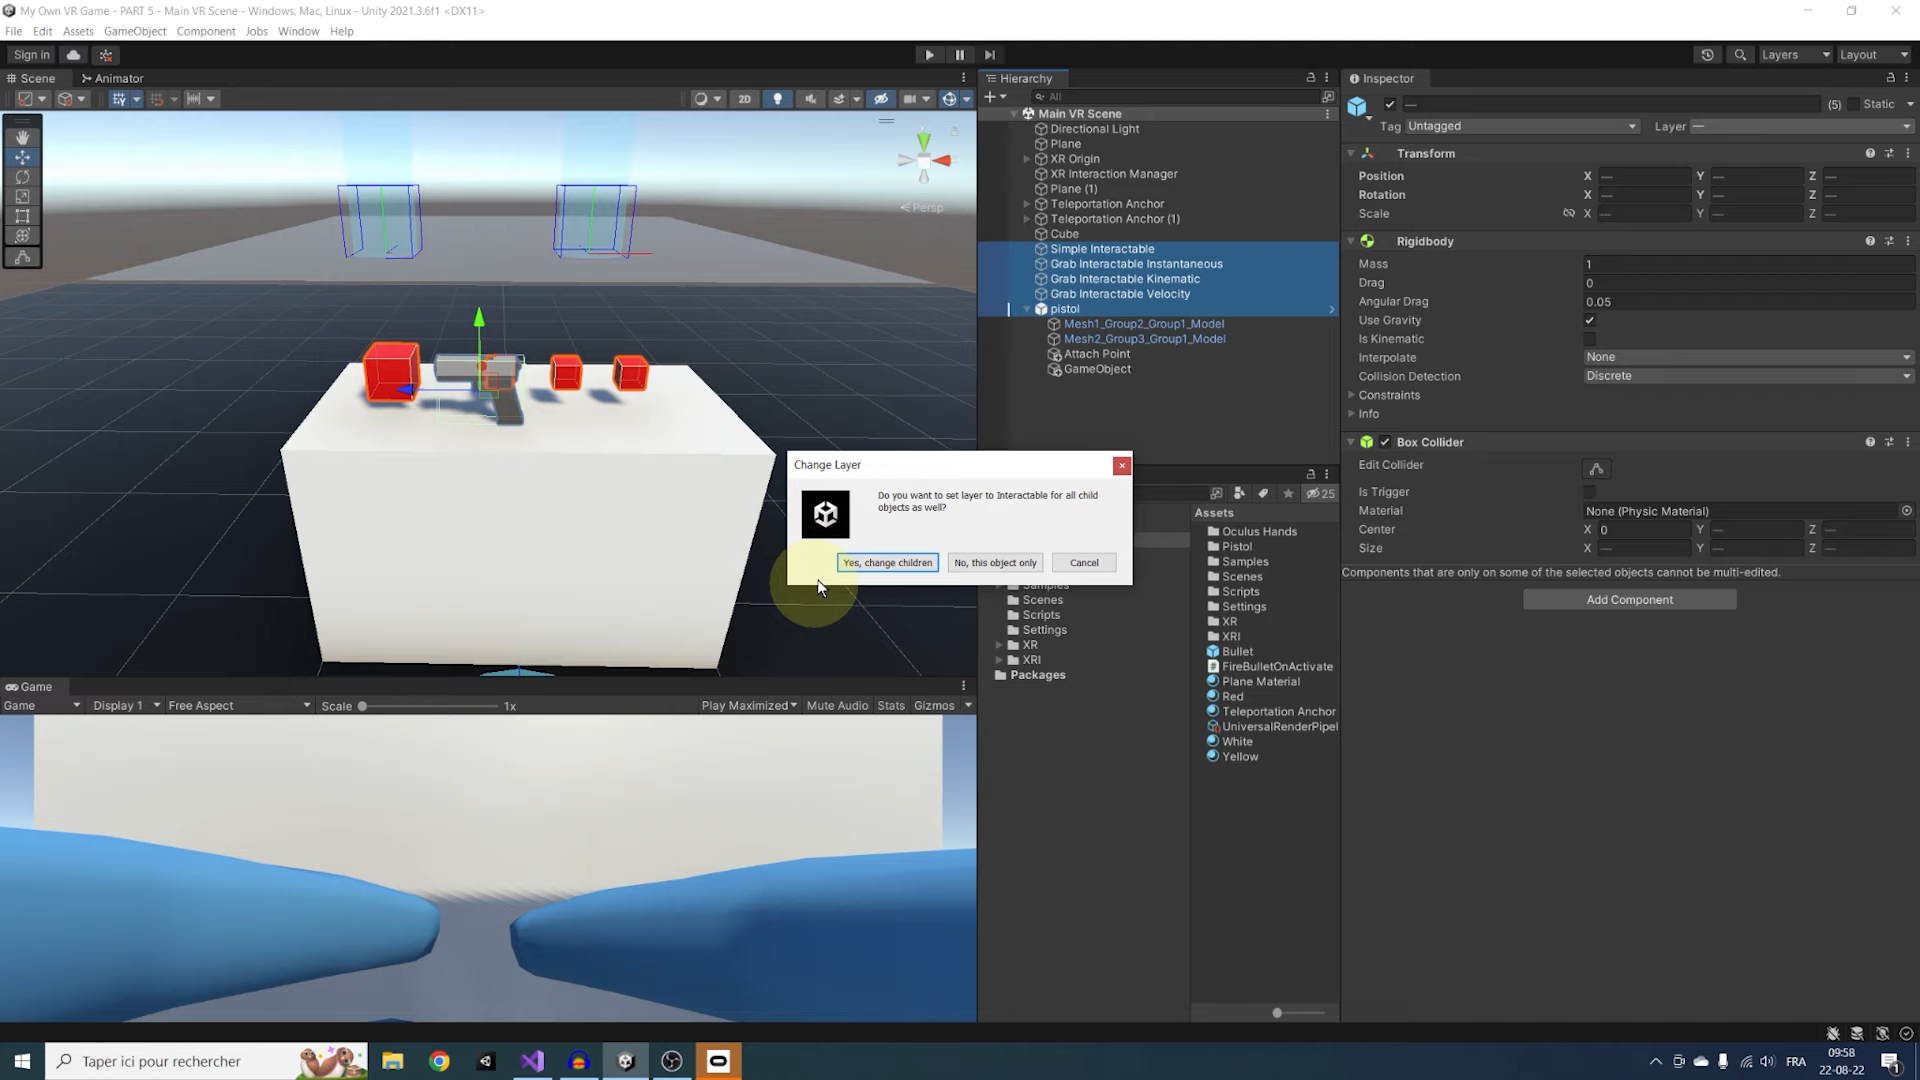 My Own VR Game - PART 5 - Main VR Scene - Windows, Mac, Linux - Unity 2021.3.6f1 <DX11>
File Edit Assets GameObject Component Jobs Window Help
Sign in Layers Layout
Scene Animator
2D
Persp
Hierarchy
All
Main VR Scene
Directional Light
Plane
XR Origin
XR Interaction Manager
Plane (1)
Teleportation Anchor
Teleportation Anchor (1)
Cube
Simple Interactable
Grab Interactable Instantaneous
Grab Interactable Kinematic
Grab Interactable Velocity
pistol
Mesh1_Group2_Group1_Model
Mesh2_Group3_Group1_Model
Attach Point
GameObject
Inspector
— (5) Static
Tag Untagged Layer —
Transform
Position X — Y — Z —
Rotation X — Y — Z —
Scale X — Y — Z —
Rigidbody
Mass 1
Drag 0
Angular Drag 0.05
Use Gravity
Is Kinematic
Interpolate None
Collision Detection Discrete
Constraints
Info
Box Collider
Edit Collider
Is Trigger
Material None (Physic Material)
Center X 0 Y — Z —
Size X — Y — Z —
Components that are only on some of the selected objects cannot be multi-edited.
Add Component
Change Layer
Do you want to set layer to Interactable for all child
objects as well?
Yes, change children No, this object only Cancel
25
Samples
Scenes
Scripts
Settings
XR
XRI
Packages
Assets
Oculus Hands
Pistol
Samples
Scenes
Scripts
Settings
XR
XRI
Bullet
FireBulletOnActivate
Plane Material
Red
Teleportation Anchor
UniversalRenderPipel
White
Yellow
Game
Game Display 1 Free Aspect Scale 1x Play Maximized Mute Audio Stats Gizmos
Taper ici pour rechercher
FRA
09:58
22-08-22
1